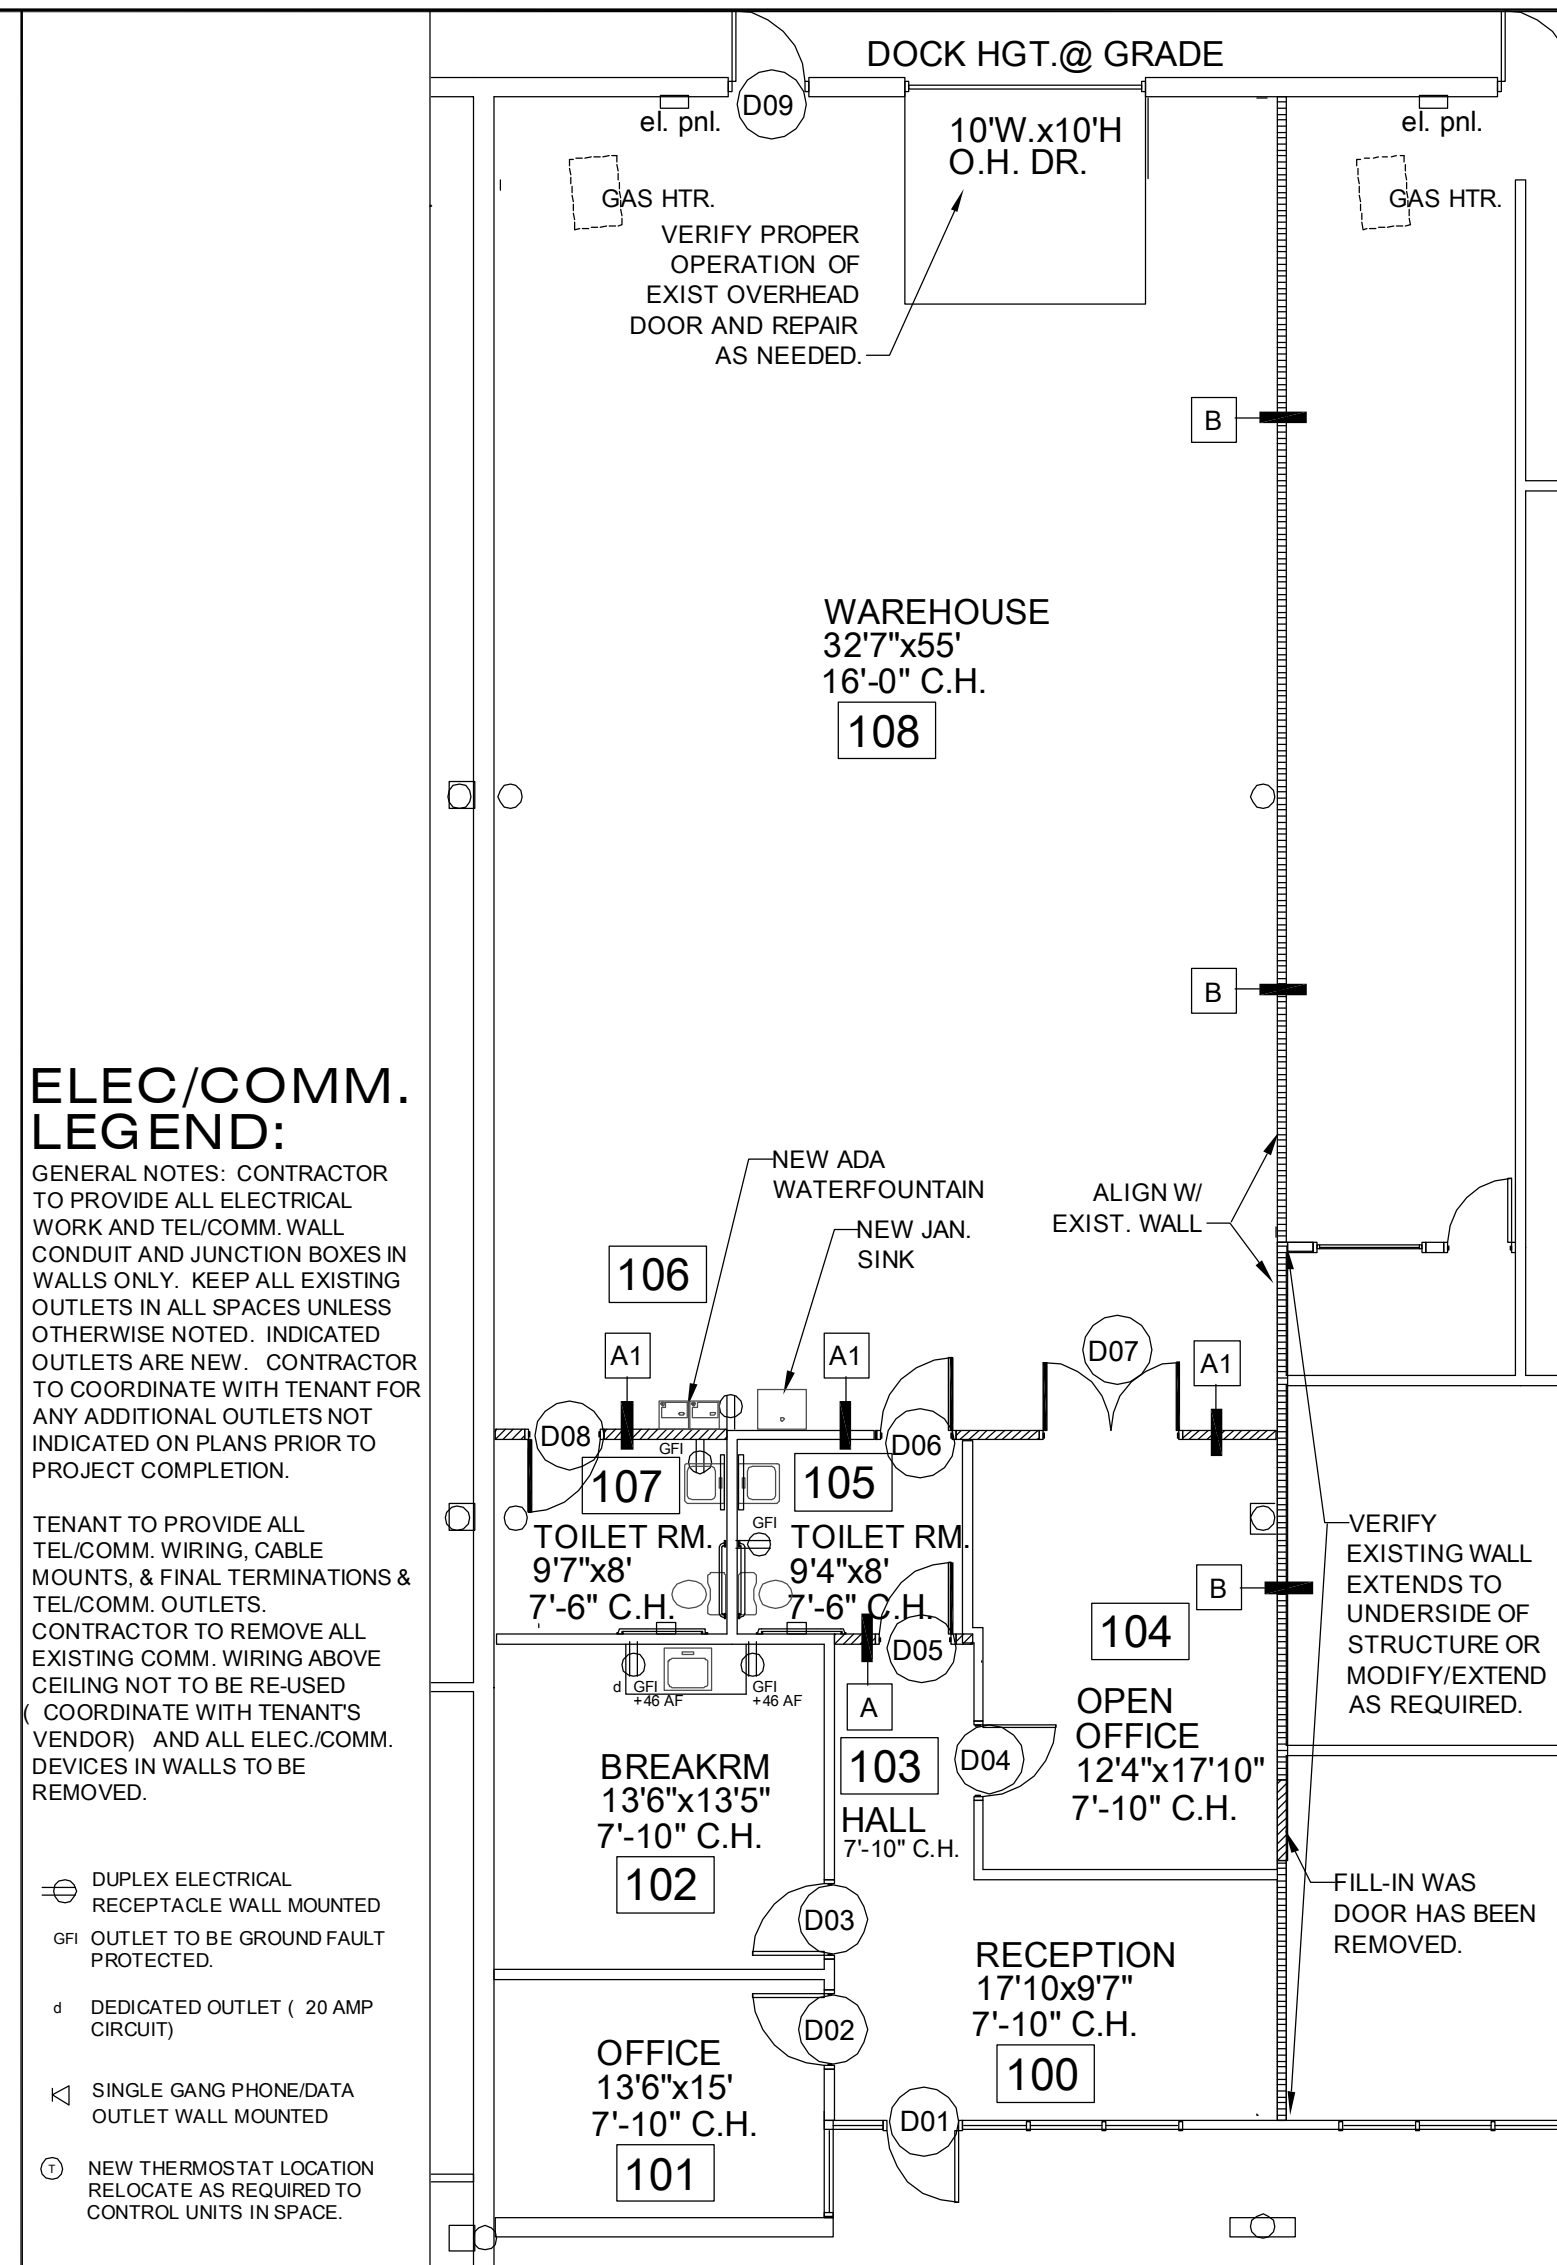 DOCK HGT.@ GRADE
D09
el. pnl.
el. pnl.
10'W.x10'H
O.H. DR.
GAS HTR.
GAS HTR.
VERIFY PROPER
OPERATION OF
EXIST OVERHEAD
DOOR AND REPAIR
AS NEEDED.
B
WAREHOUSE
32'7"x55'
16'-0" C.H.
108
B
ELEC/COMM.
LEGEND:
GENERAL NOTES: CONTRACTOR
TO PROVIDE ALL ELECTRICAL
WORK AND TEL/COMM. WALL
CONDUIT AND JUNCTION BOXES IN
WALLS ONLY. KEEP ALL EXISTING
OUTLETS IN ALL SPACES UNLESS
OTHERWISE NOTED. INDICATED
OUTLETS ARE NEW. CONTRACTOR
TO COORDINATE WITH TENANT FOR
ANY ADDITIONAL OUTLETS NOT
INDICATED ON PLANS PRIOR TO
PROJECT COMPLETION.
TENANT TO PROVIDE ALL
TEL/COMM. WIRING, CABLE
MOUNTS, & FINAL TERMINATIONS &
TEL/COMM. OUTLETS.
CONTRACTOR TO REMOVE ALL
EXISTING COMM. WIRING ABOVE
CEILING NOT TO BE RE-USED
( COORDINATE WITH TENANT'S
VENDOR) AND ALL ELEC./COMM.
DEVICES IN WALLS TO BE
REMOVED.
DUPLEX ELECTRICAL
RECEPTACLE WALL MOUNTED
GFI OUTLET TO BE GROUND FAULT
PROTECTED.
d DEDICATED OUTLET ( 20 AMP
CIRCUIT)
SINGLE GANG PHONE/DATA
OUTLET WALL MOUNTED
T NEW THERMOSTAT LOCATION
RELOCATE AS REQUIRED TO
CONTROL UNITS IN SPACE.
NEW ADA
WATERFOUNTAIN
NEW JAN.
SINK
ALIGN W/
EXIST. WALL
106
A1
A1
D07
A1
D08
GFI
D06
107
105
TOILET RM.
9'7"x8'
7'-6" C.H.
GFI
TOILET RM.
9'4"x8'
7'-6" C.H.
VERIFY
EXISTING WALL
EXTENDS TO
UNDERSIDE OF
STRUCTURE OR
MODIFY/EXTEND
AS REQUIRED.
B
104
OPEN
OFFICE
12'4"x17'10"
7'-10" C.H.
D05
d GFI
+46 AF
GFI
+46 AF
A
103
HALL
7'-10" C.H.
D04
BREAKRM
13'6"x13'5"
7'-10" C.H.
102
D03
FILL-IN WAS
DOOR HAS BEEN
REMOVED.
RECEPTION
17'10x9'7"
7'-10" C.H.
100
D02
OFFICE
13'6"x15'
7'-10" C.H.
101
D01